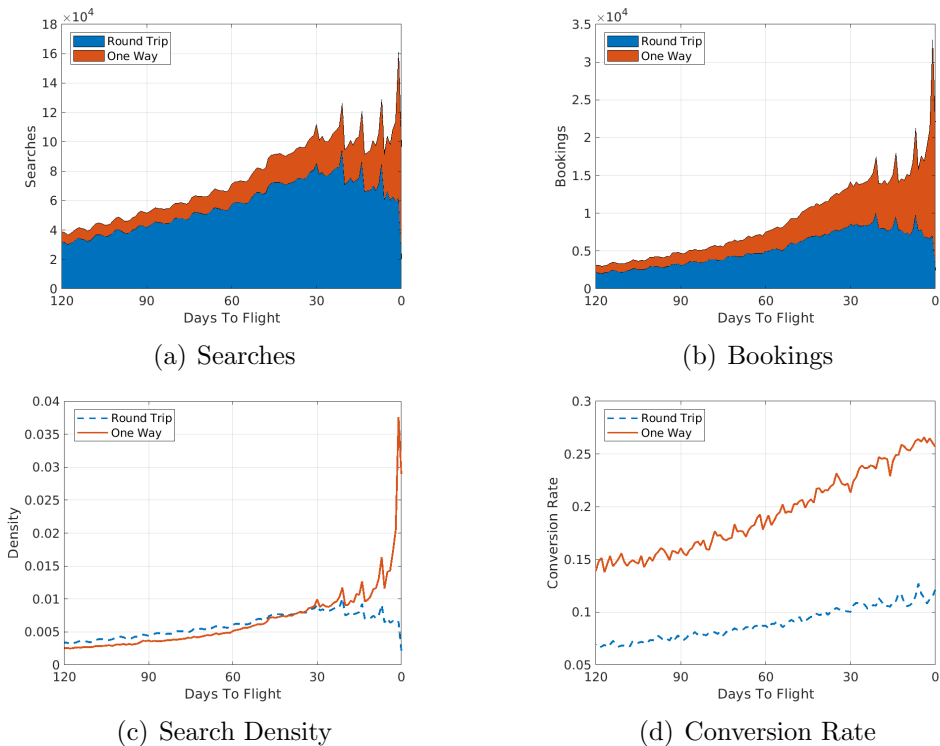 ×10⁴
18
16
14
12
10
8
6
4
2
0
Searches
Round Trip
One Way
120 90 60 30 0
Days To Flight
(a) Searches
×10⁴
3.5
3
2.5
2
1.5
1
0.5
0
Bookings
Round Trip
One Way
120 90 60 30 0
Days To Flight
(b) Bookings
0.04
0.035
0.03
0.025
0.02
0.015
0.01
0.005
0
Density
Round Trip
One Way
120 90 60 30 0
Days To Flight
(c) Search Density
0.3
0.25
0.2
0.15
0.1
0.05
Conversion Rate
Round Trip
One Way
120 90 60 30 0
Days To Flight
(d) Conversion Rate